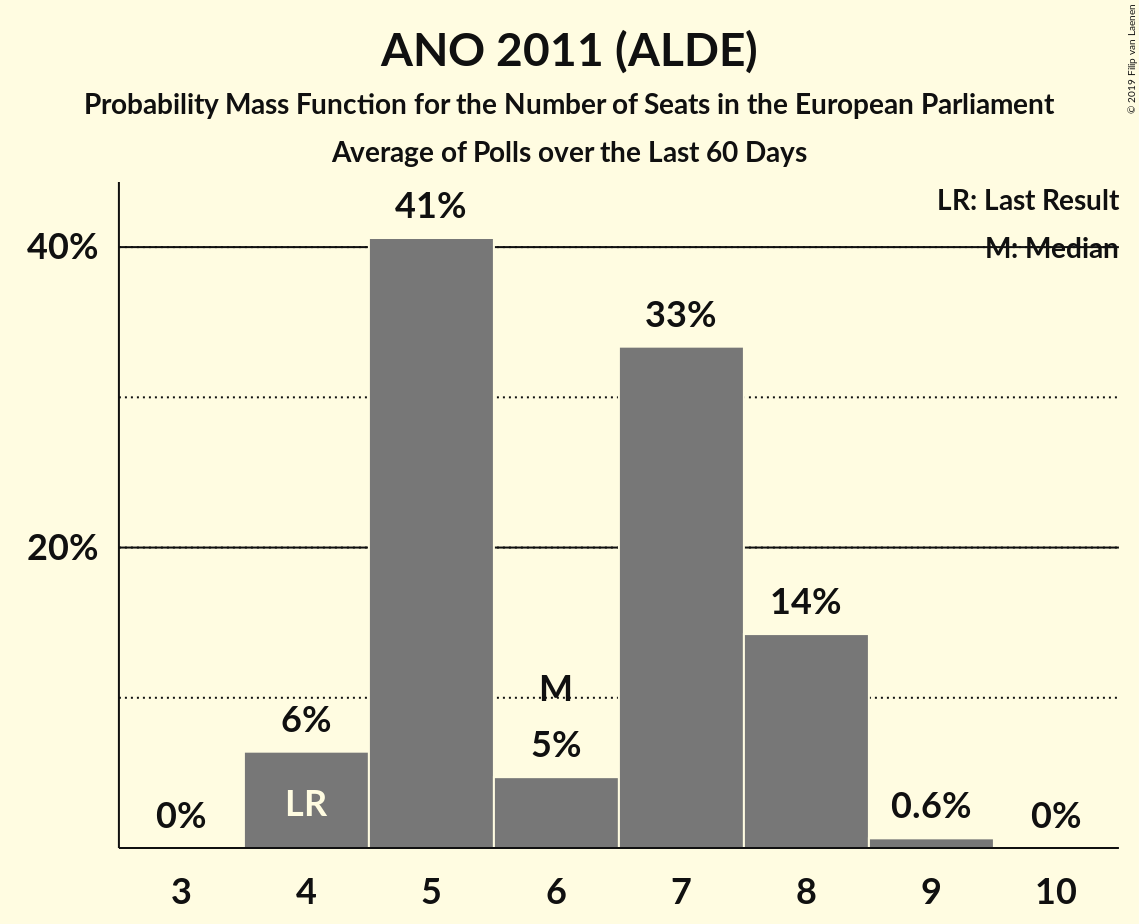 ANO 2011 (ALDE)
Probability Mass Function for the Number of Seats in the European Parliament
Average of Polls over the Last 60 Days
© 2019 Filip van Laenen
LR: Last Result
M: Median
40%
20%
0%
6%
LR
41%
M
5%
33%
14%
0.6%
0%
3 4 5 6 7 8 9 10